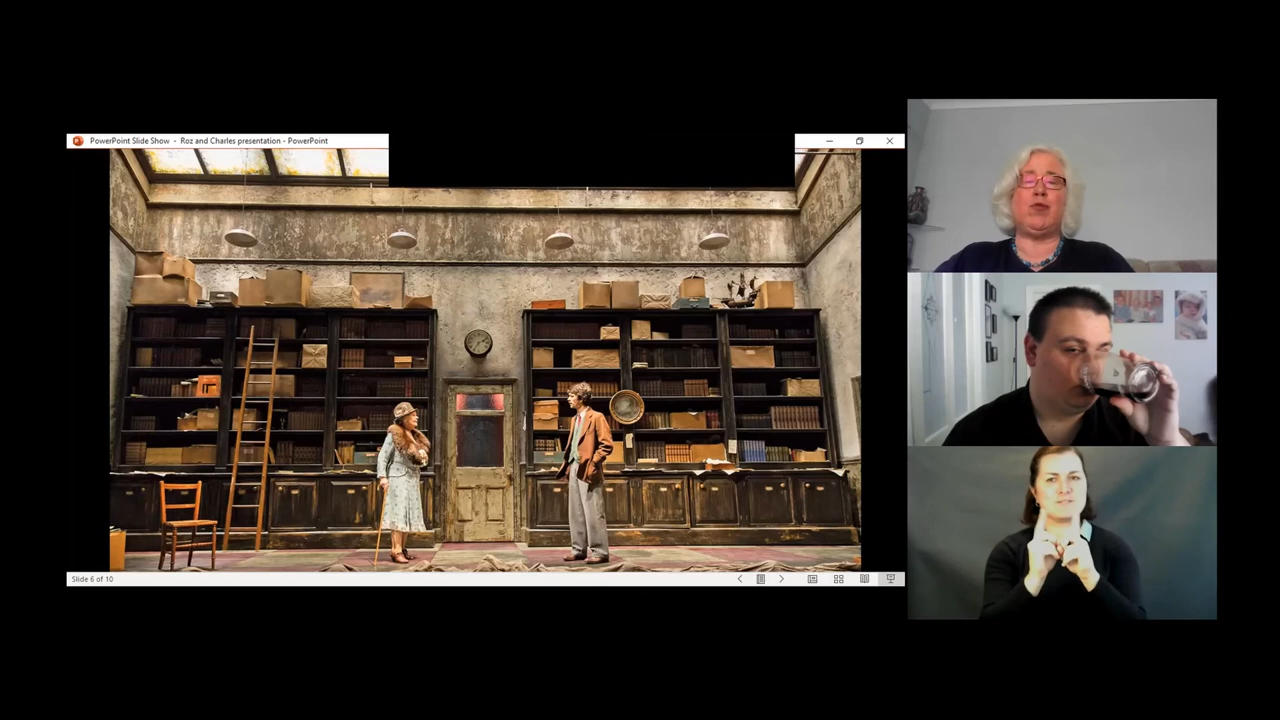 PowerPoint Slide Show - Roz and Charles presentation - PowerPoint
Slide 6 of 10